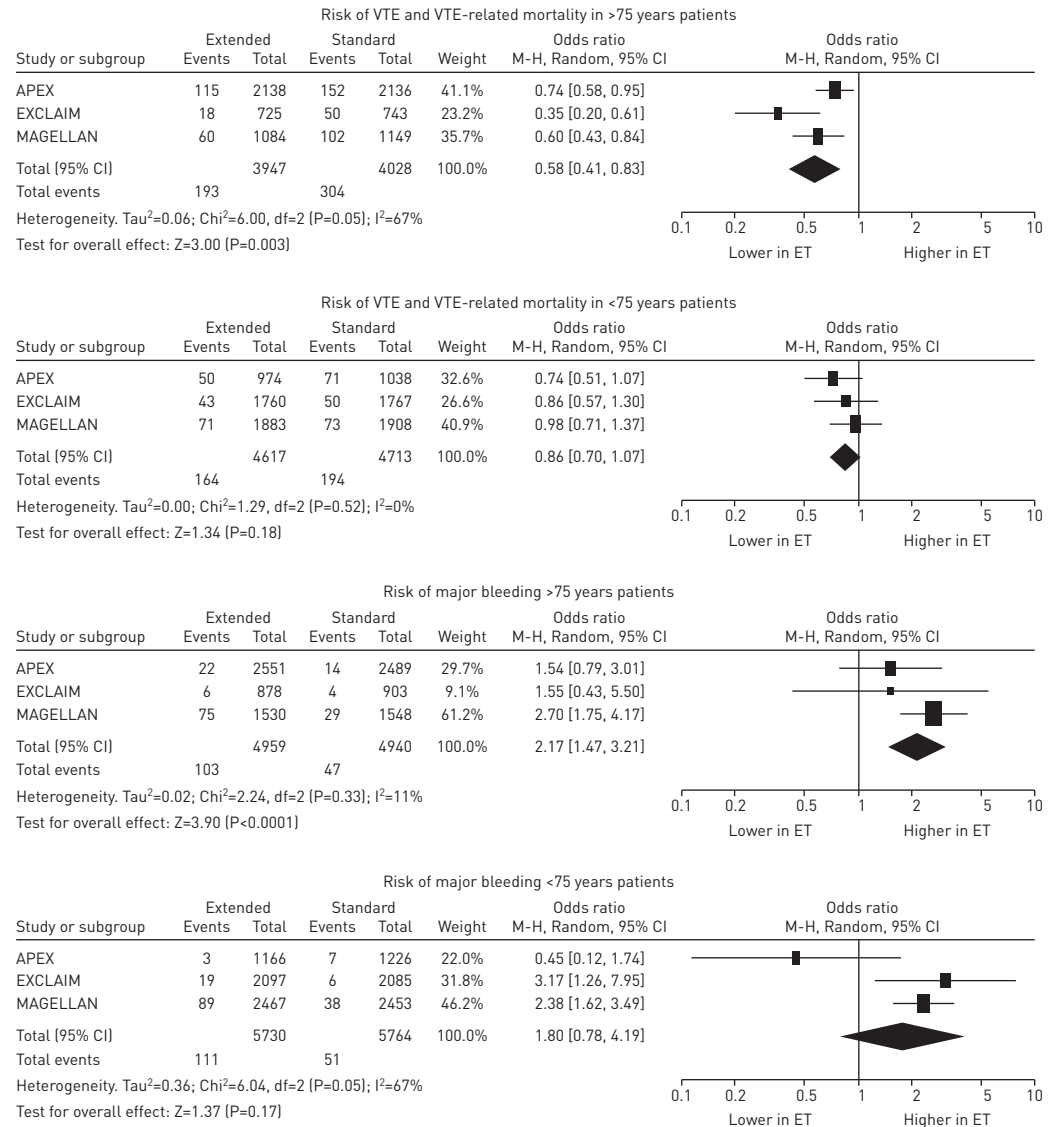 Risk of VTE and VTE-related mortality in >75 years patients
Extended Standard Odds ratio Odds ratio
Study or subgroup Events Total Events Total Weight M-H, Random, 95% CI M-H, Random, 95% CI
APEX 115 2138 152 2136 41.1% 0.74 [0.58, 0.95]
EXCLAIM 18 725 50 743 23.2% 0.35 [0.20, 0.61]
MAGELLAN 60 1084 102 1149 35.7% 0.60 [0.43, 0.84]
Total (95% CI) 3947 4028 100.0% 0.58 [0.41, 0.83]
Total events 193 304
Heterogeneity. Tau²=0.06; Chi²=6.00, df=2 (P=0.05); I²=67%
Test for overall effect: Z=3.00 (P=0.003)
0.1 0.2 0.5 1 2 5 10
Lower in ET Higher in ET
Risk of VTE and VTE-related mortality in <75 years patients
Extended Standard Odds ratio Odds ratio
Study or subgroup Events Total Events Total Weight M-H, Random, 95% CI M-H, Random, 95% CI
APEX 50 974 71 1038 32.6% 0.74 [0.51, 1.07]
EXCLAIM 43 1760 50 1767 26.6% 0.86 [0.57, 1.30]
MAGELLAN 71 1883 73 1908 40.9% 0.98 [0.71, 1.37]
Total (95% CI) 4617 4713 100.0% 0.86 [0.70, 1.07]
Total events 164 194
Heterogeneity. Tau²=0.00; Chi²=1.29, df=2 (P=0.52); I²=0%
Test for overall effect: Z=1.34 (P=0.18)
0.1 0.2 0.5 1 2 5 10
Lower in ET Higher in ET
Risk of major bleeding >75 years patients
Extended Standard Odds ratio Odds ratio
Study or subgroup Events Total Events Total Weight M-H, Random, 95% CI M-H, Random, 95% CI
APEX 22 2551 14 2489 29.7% 1.54 [0.79, 3.01]
EXCLAIM 6 878 4 903 9.1% 1.55 [0.43, 5.50]
MAGELLAN 75 1530 29 1548 61.2% 2.70 [1.75, 4.17]
Total (95% CI) 4959 4940 100.0% 2.17 [1.47, 3.21]
Total events 103 47
Heterogeneity. Tau²=0.02; Chi²=2.24, df=2 (P=0.33); I²=11%
Test for overall effect: Z=3.90 (P<0.0001)
0.1 0.2 0.5 1 2 5 10
Lower in ET Higher in ET
Risk of major bleeding <75 years patients
Extended Standard Odds ratio Odds ratio
Study or subgroup Events Total Events Total Weight M-H, Random, 95% CI M-H, Random, 95% CI
APEX 3 1166 7 1226 22.0% 0.45 [0.12, 1.74]
EXCLAIM 19 2097 6 2085 31.8% 3.17 [1.26, 7.95]
MAGELLAN 89 2467 38 2453 46.2% 2.38 [1.62, 3.49]
Total (95% CI) 5730 5764 100.0% 1.80 [0.78, 4.19]
Total events 111 51
Heterogeneity. Tau²=0.36; Chi²=6.04, df=2 (P=0.05); I²=67%
Test for overall effect: Z=1.37 (P=0.17)
0.1 0.2 0.5 1 2 5 10
Lower in ET Higher in ET